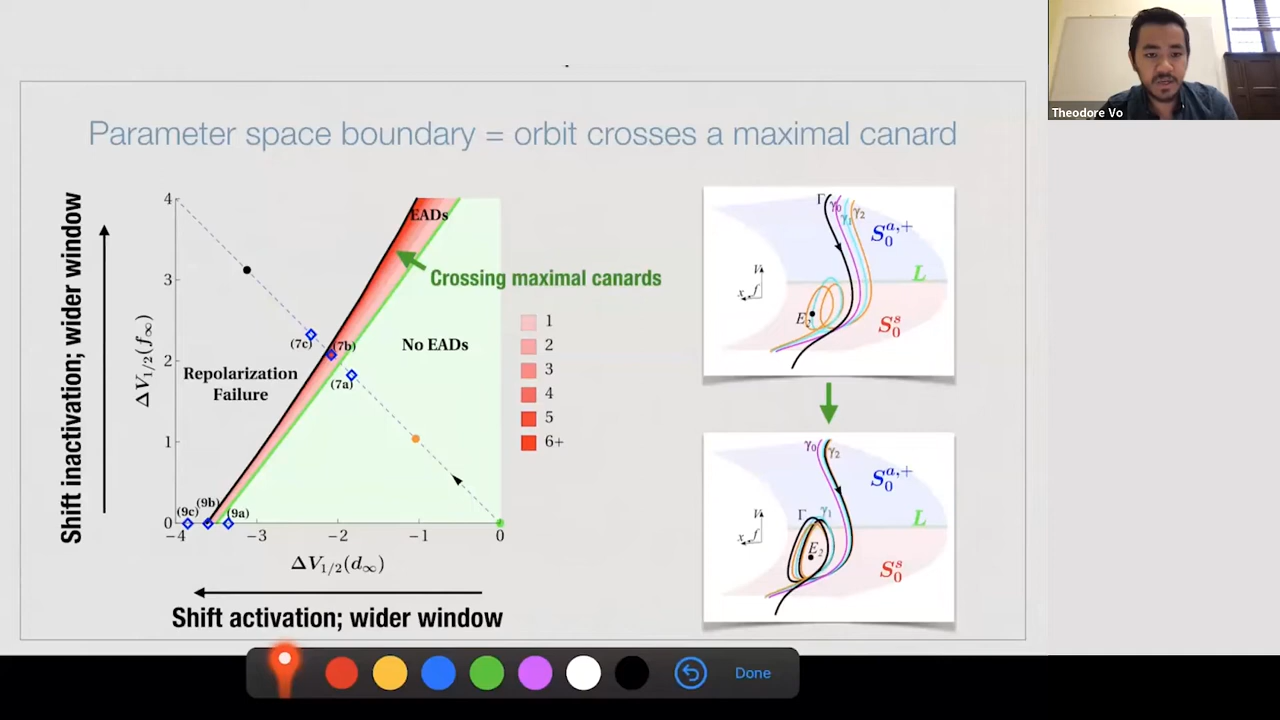 Theodore Vo
Parameter space boundary = orbit crosses a maximal canard
Shift inactivation; wider window
ΔV1/2(f∞)
4
3
2
1
0
EADs
Crossing maximal canards
No EADs
(7c)
(7b)
(7a)
Repolarization
Failure
(9c)
(9b)
(9a)
−4
−3
−2
−1
0
ΔV1/2(d∞)
Shift activation; wider window
1
2
3
4
5
6+
Γ
γ0
γ1
γ2
S0a,+
L
V
x
f
E2
S0s
γ0
γ2
S0a,+
Γ
γ1
L
V
x
f
E2
S0s
Done